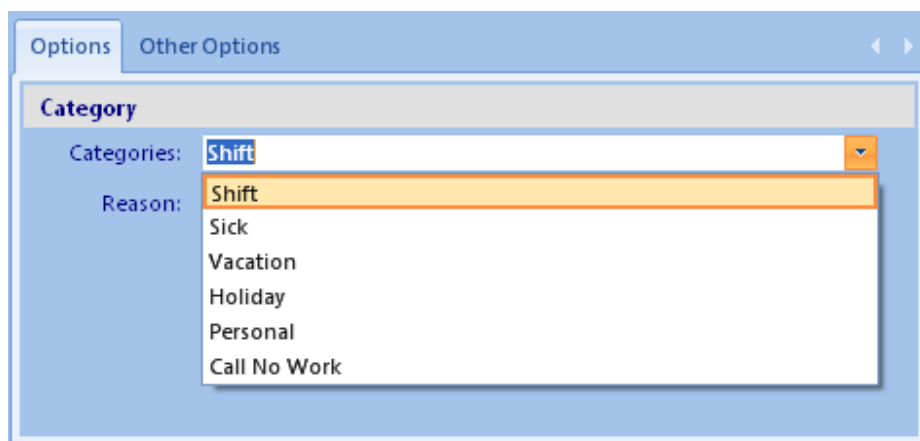 Options Other Options
Category
Categories: Shift
Reason:
Shift
Sick
Vacation
Holiday
Personal
Call No Work